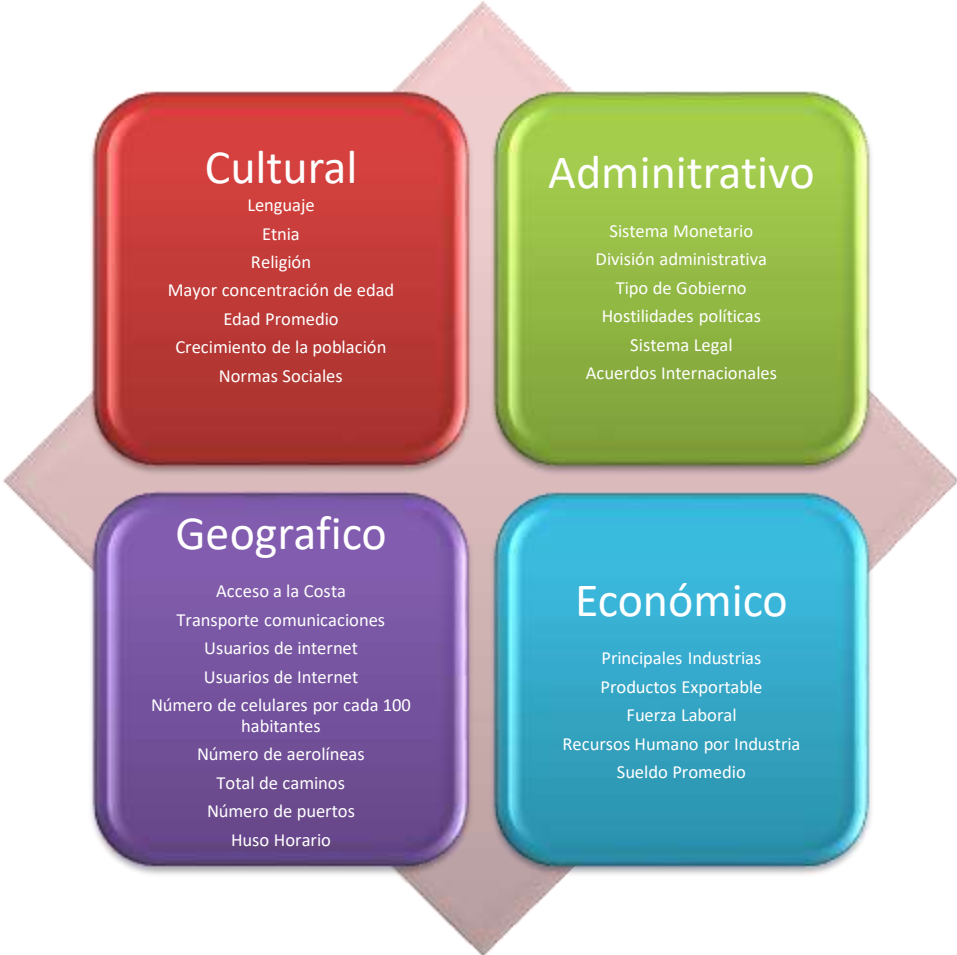 Cultural
Lenguaje
Etnia
Religión
Mayor concentración de edad
Edad Promedio
Crecimiento de la población
Normas Sociales
Adminitrativo
Sistema Monetario
División administrativa
Tipo de Gobierno
Hostilidades políticas
Sistema Legal
Acuerdos Internacionales
Geografico
Acceso a la Costa
Transporte comunicaciones
Usuarios de internet
Usuarios de Internet
Número de celulares por cada 100
habitantes
Número de aerolíneas
Total de caminos
Número de puertos
Huso Horario
Económico
Principales Industrias
Productos Exportable
Fuerza Laboral
Recursos Humano por Industria
Sueldo Promedio